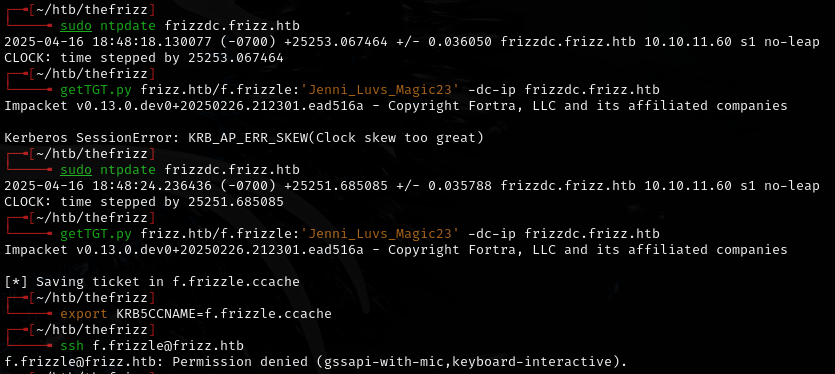 [~/htb/thefrizz]
sudo ntpdate frizzdc.frizz.htb
2025-04-16 18:48:18.130077 (-0700) +25253.067464 +/- 0.036050 frizzdc.frizz.htb 10.10.11.60 s1 no-leap
CLOCK: time stepped by 25253.067464
[~/htb/thefrizz]
getTGT.py frizz.htb/f.frizzle:'Jenni_Luvs_Magic23' -dc-ip frizzdc.frizz.htb
Impacket v0.13.0.dev0+20250226.212301.ead516a - Copyright Fortra, LLC and its affiliated companies
Kerberos SessionError: KRB_AP_ERR_SKEW(Clock skew too great)
[~/htb/thefrizz]
sudo ntpdate frizzdc.frizz.htb
2025-04-16 18:48:24.236436 (-0700) +25251.685085 +/- 0.035788 frizzdc.frizz.htb 10.10.11.60 s1 no-leap
CLOCK: time stepped by 25251.685085
[~/htb/thefrizz]
getTGT.py frizz.htb/f.frizzle:'Jenni_Luvs_Magic23' -dc-ip frizzdc.frizz.htb
Impacket v0.13.0.dev0+20250226.212301.ead516a - Copyright Fortra, LLC and its affiliated companies
[*] Saving ticket in f.frizzle.ccache
[~/htb/thefrizz]
export KRB5CCNAME=f.frizzle.ccache
[~/htb/thefrizz]
ssh f.frizzle@frizz.htb
f.frizzle@frizz.htb: Permission denied (gssapi-with-mic,keyboard-interactive).
[~/htb/thefrizz]